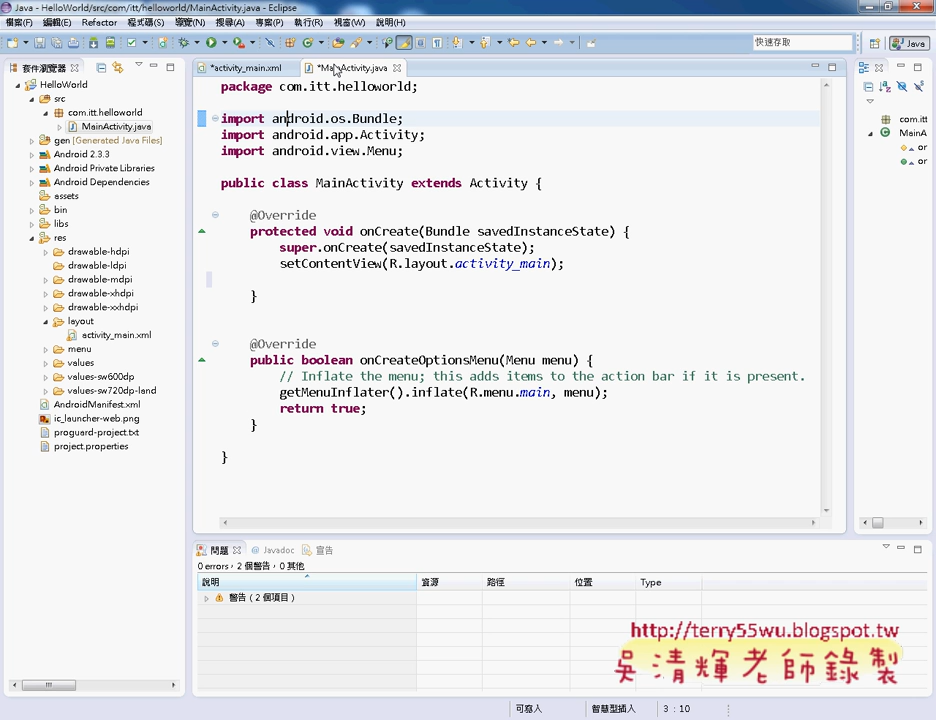 Java - HelloWorld/src/com/itt/helloworld/MainActivity.java - Eclipse
檔案(F) 編輯(E) Refactor 程式碼(S) 導覽(N) 搜尋(A) 專案(P) 執行(R) 視窗(W) 說明(H)
快速存取
Java
套件瀏覽器
*activity_main.xml
*MainActivity.java
HelloWorld
src
com.itt.helloworld
MainActivity.java
gen [Generated Java Files]
Android 2.3.3
Android Private Libraries
Android Dependencies
assets
bin
libs
res
drawable-hdpi
drawable-ldpi
drawable-mdpi
drawable-xhdpi
drawable-xxhdpi
layout
activity_main.xml
menu
values
values-sw600dp
values-sw720dp-land
AndroidManifest.xml
ic_launcher-web.png
proguard-project.txt
project.properties
package com.itt.helloworld;
import android.os.Bundle;
import android.app.Activity;
import android.view.Menu;
public class MainActivity extends Activity {
@Override
protected void onCreate(Bundle savedInstanceState) {
super.onCreate(savedInstanceState);
setContentView(R.layout.activity_main);
}
@Override
public boolean onCreateOptionsMenu(Menu menu) {
// Inflate the menu; this adds items to the action bar if it is present.
getMenuInflater().inflate(R.menu.main, menu);
return true;
}
}
com.itt
MainA
or
or
問題 @ Javadoc 宣告
0 errors，2 個警告，0 其他
說明 資源 路徑 位置 Type
警告 (2 個項目)
http://terry55wu.blogspot.tw
吳清輝老師錄製
可寫入 智慧型插入 3 : 10